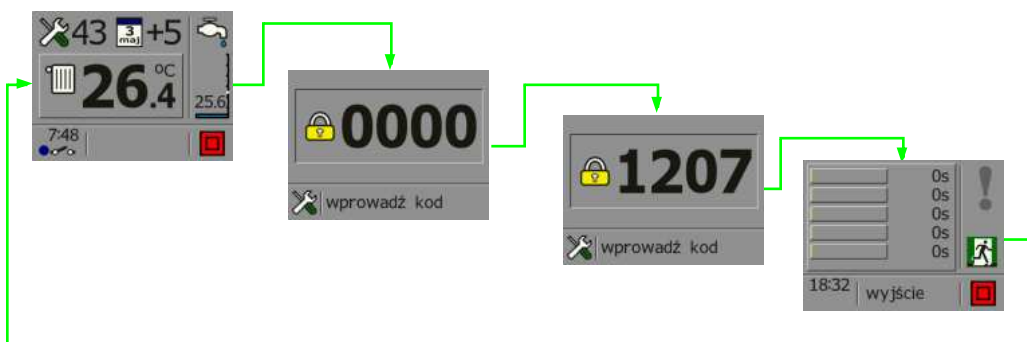 43 3 maj +5
26.4 °C
25.6
7:48
0000
wprowadź kod
1207
wprowadź kod
0s
0s
0s
0s
0s
18:32 wyjście